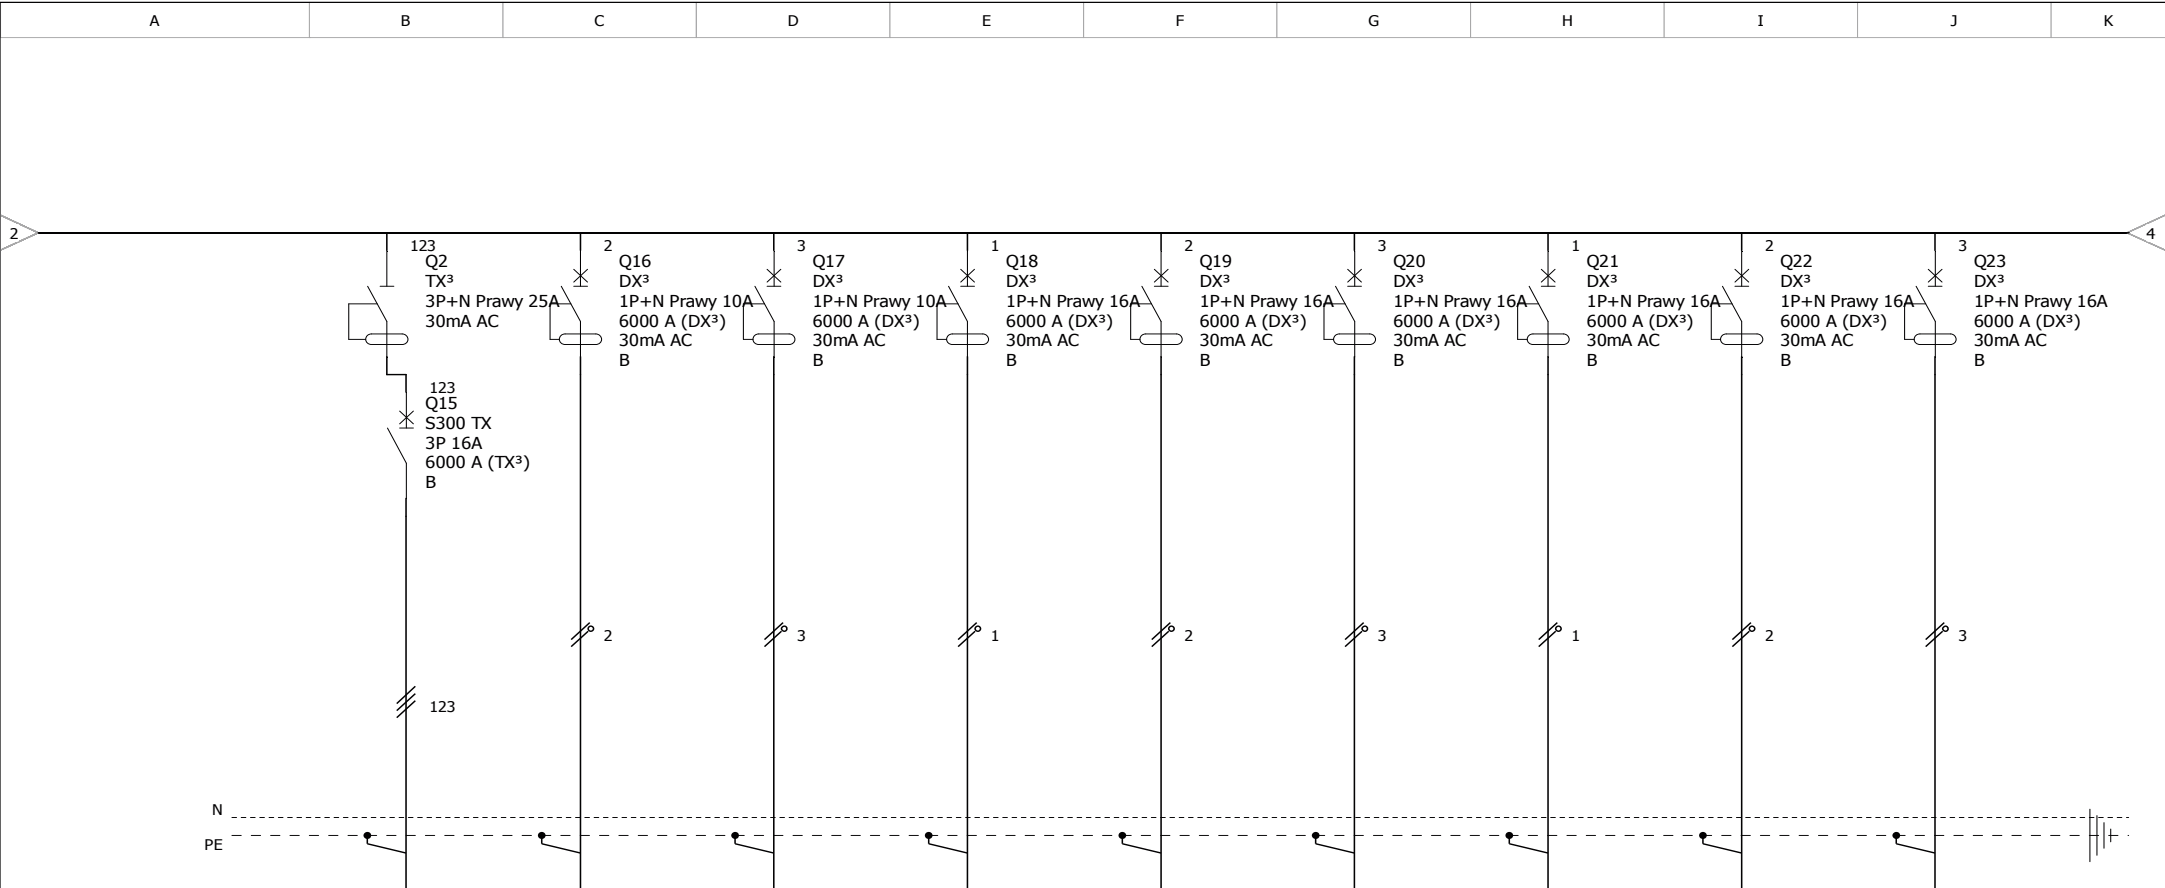 A B C D E F G H I J K
2
4
123
Q2
TX³
3P+N Prawy 25A
30mA AC
123
Q15
S300 TX
3P 16A
6000 A (TX³)
B
2
Q16
DX³
1P+N Prawy 10A
6000 A (DX³)
30mA AC
B
3
Q17
DX³
1P+N Prawy 10A
6000 A (DX³)
30mA AC
B
1
Q18
DX³
1P+N Prawy 16A
6000 A (DX³)
30mA AC
B
2
Q19
DX³
1P+N Prawy 16A
6000 A (DX³)
30mA AC
B
3
Q20
DX³
1P+N Prawy 16A
6000 A (DX³)
30mA AC
B
1
Q21
DX³
1P+N Prawy 16A
6000 A (DX³)
30mA AC
B
2
Q22
DX³
1P+N Prawy 16A
6000 A (DX³)
30mA AC
B
3
Q23
DX³
1P+N Prawy 16A
6000 A (DX³)
30mA AC
B
2 3 1 2 3 1 2 3
123
N
PE